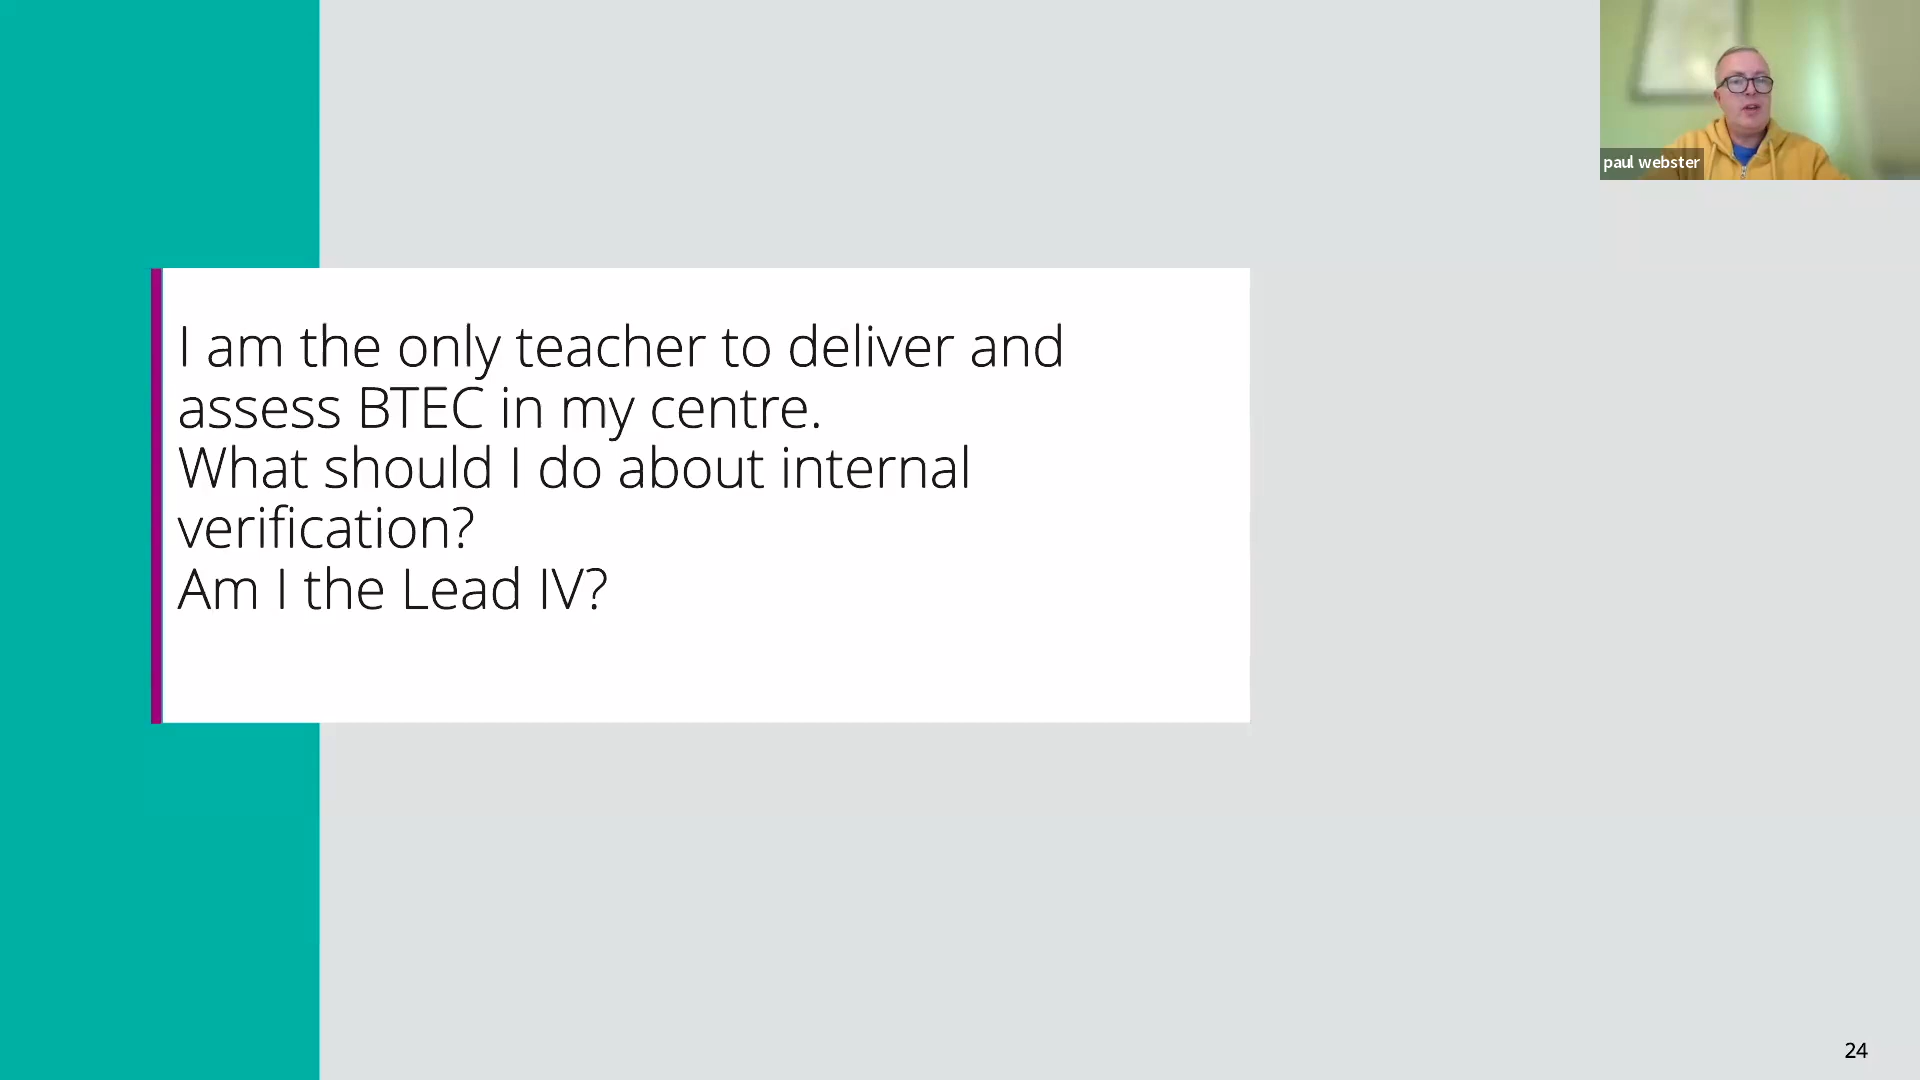 paul webster
I am the only teacher to deliver and
assess BTEC in my centre.
What should I do about internal
verification?
Am I the Lead IV?
24